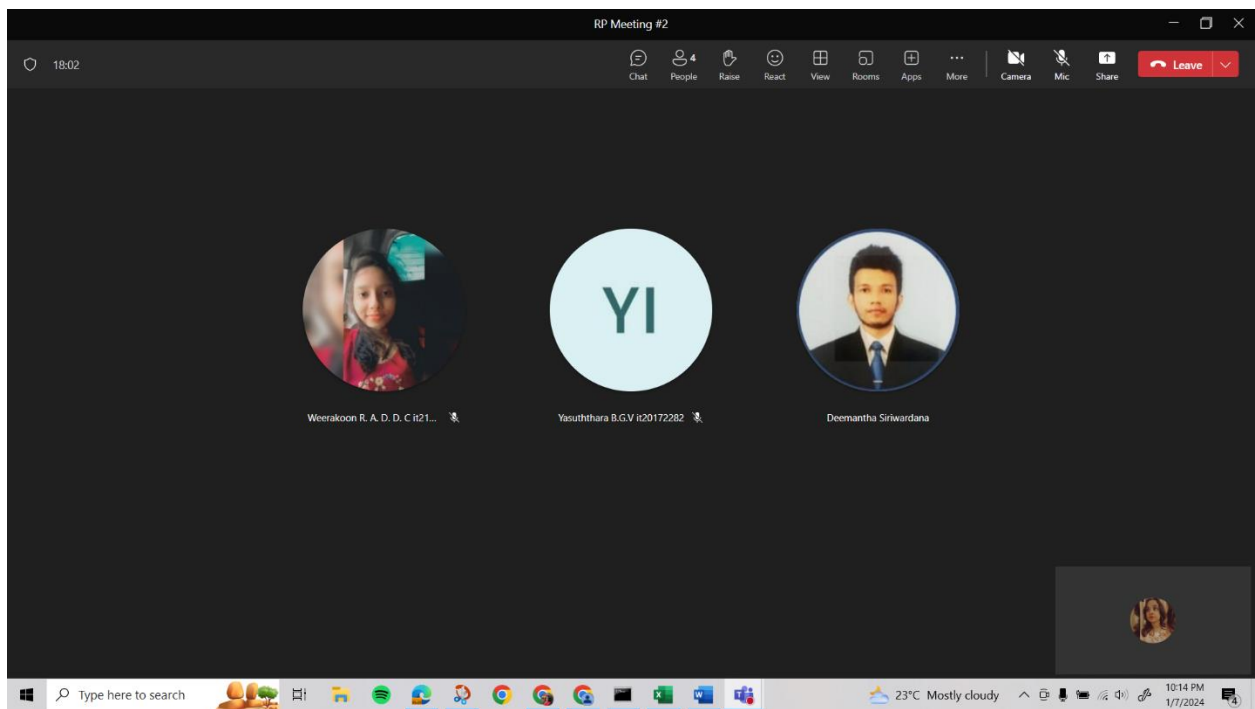 RP Meeting #2
18:02
4
Chat People Raise React View Rooms Apps More Camera Mic Share Leave
YI
Weerakoon R. A. D. D. C it21... Yasuththara B.G.V it20172282 Deemantha Siriwardana
Type here to search 23°C Mostly cloudy 10:14 PM
1/7/2024
4